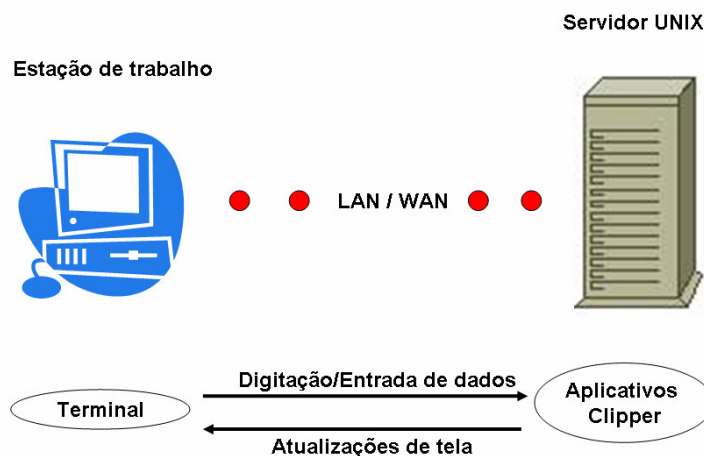 Servidor UNIX
Estação de trabalho
LAN / WAN
Digitação/Entrada de dados
Terminal
Aplicativos
Clipper
Atualizações de tela